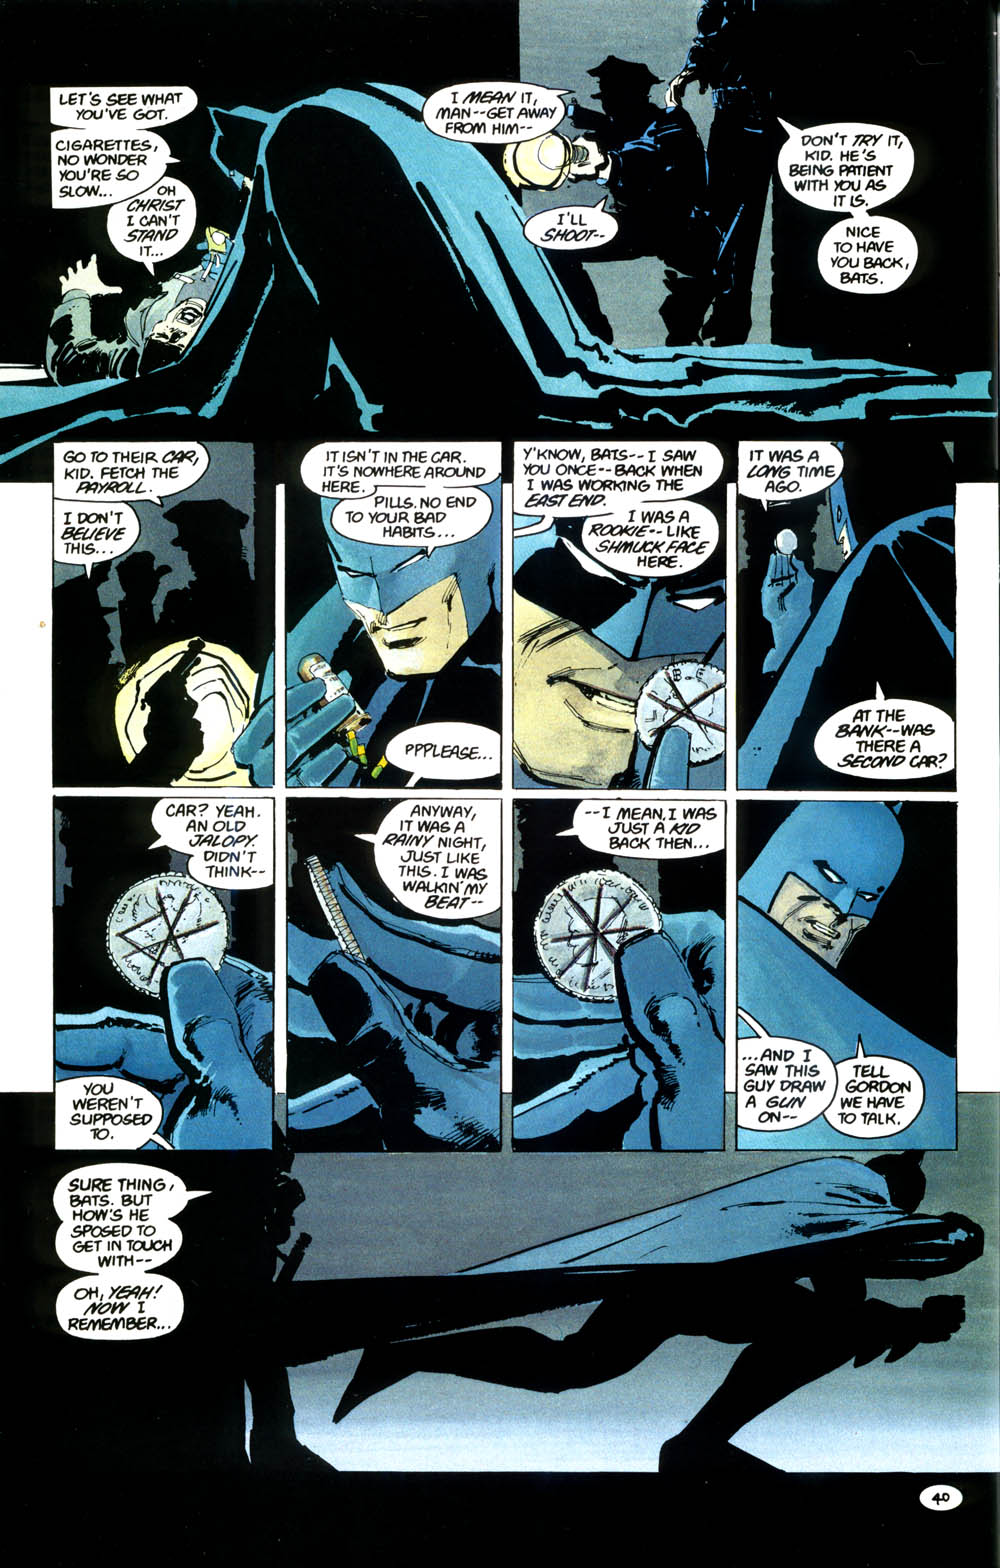 LET'S SEE WHAT
YOU'VE GOT.
CIGARETTES,
NO WONDER
YOU'RE SO
SLOW...
OH
CHRIST
I CAN'T
STAND
IT...
I MEAN IT,
MAN--GET AWAY
FROM HIM--
I'LL
SHOOT--
DON'T TRY IT,
KID. HE'S
BEING PATIENT
WITH YOU AS
IT IS.
NICE
TO HAVE
YOU BACK,
BATS.
GO TO THEIR CAR,
KID. FETCH THE
PAYROLL.
I DON'T
BELIEVE
THIS...
IT ISN'T IN THE CAR.
IT'S NOWHERE AROUND
HERE.
PILLS. NO END
TO YOUR BAD
HABITS...
PPPLEASE...
Y'KNOW, BATS--I SAW
YOU ONCE--BACK WHEN
I WAS WORKING THE
EAST END.
I WAS A
ROOKIE--LIKE
SHMUCK FACE
HERE.
IT WAS A
LONG TIME
AGO.
AT THE
BANK--WAS
THERE A
SECOND CAR?
CAR? YEAH.
AN OLD
JALOPY.
DIDN'T
THINK--
YOU
WEREN'T
SUPPOSED
TO.
ANYWAY,
IT WAS A
RAINY NIGHT,
JUST LIKE
THIS. I WAS
WALKIN' MY
BEAT--
--I MEAN, I WAS
JUST A KID
BACK THEN...
...AND I
SAW THIS
GUY DRAW
A GUN
ON--
TELL
GORDON
WE HAVE
TO TALK.
SURE THING,
BATS. BUT
HOW'S HE
SPOSED TO
GET IN TOUCH
WITH--
OH, YEAH!
NOW I
REMEMBER...
40